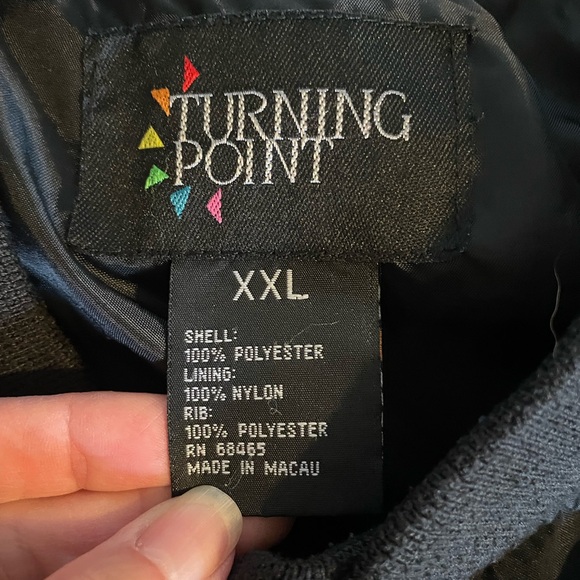 TURNING
POINT
XXL
SHELL:
100% POLYESTER
LINING:
100% NYLON
RIB:
100% POLYESTER
RN 68465
MADE IN MACAU